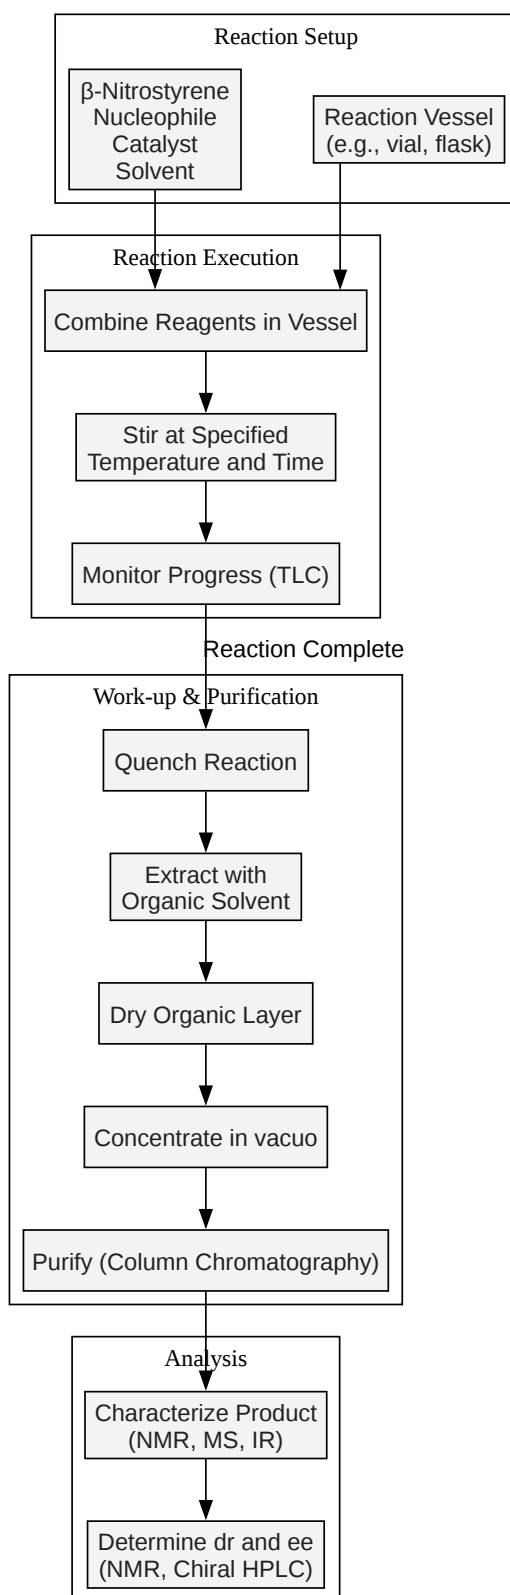 Reaction Setup
β-Nitrostyrene
Nucleophile
Catalyst
Solvent
Reaction Vessel
(e.g., vial, flask)
Reaction Execution
Combine Reagents in Vessel
Stir at Specified
Temperature and Time
Monitor Progress (TLC)
Reaction Complete
Work-up & Purification
Quench Reaction
Extract with
Organic Solvent
Dry Organic Layer
Concentrate in vacuo
Purify (Column Chromatography)
Analysis
Characterize Product
(NMR, MS, IR)
Determine dr and ee
(NMR, Chiral HPLC)